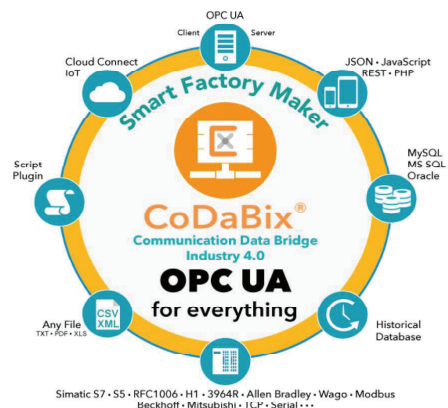 OPC UA
Client Server
Cloud Connect
IoT
JSON • JavaScript
REST • PHP
Smart Factory Maker
Script
Plugin
MySQL
MS SQL
Oracle
CoDaBix®
Communication Data Bridge
Industry 4.0
OPC UA
for everything
Any File
TXT • PDF • XLS
CSV
XML
Historical
Database
Simatic S7 • S5 • RFC1006 • H1 • 3964R • Allen Bradley • Wago • Modbus
Beckhoff • Mitsubishi • TCP • Serial • • •